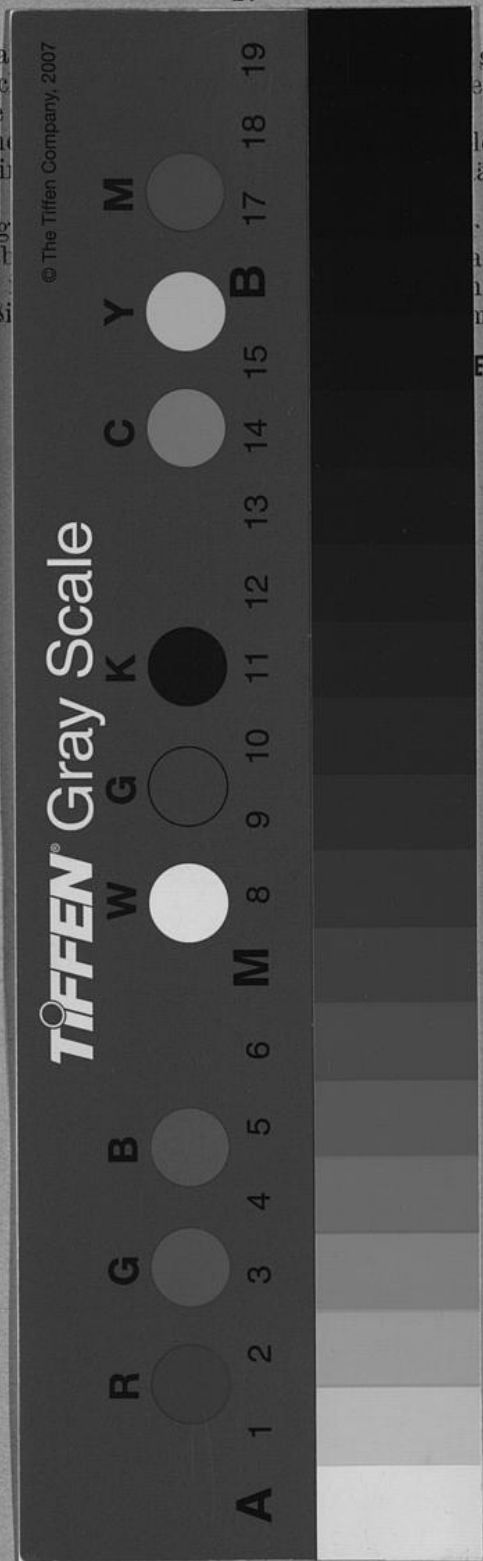 TIFFEN® Gray Scale
© The Tiffen Company, 2007
R G B W G K C Y M
A 1 2 3 4 5 6 M 8 9 10 11 12 13 14 15 B 17 18 19